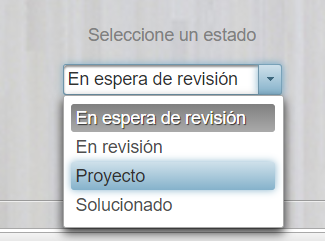 Seleccione un estado
En espera de revisión
En espera de revisión
En revisión
Proyecto
Solucionado